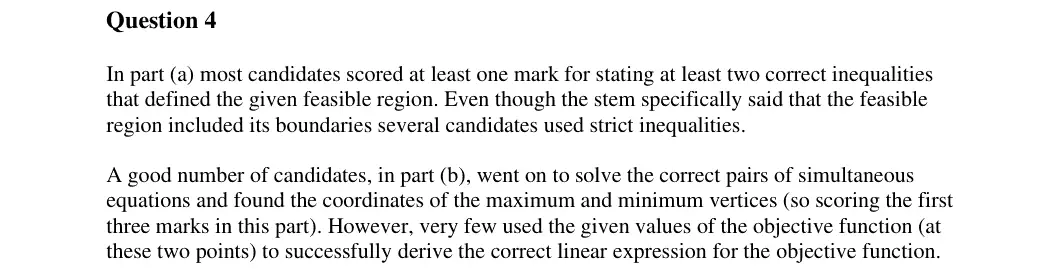 Question 4
In part (a) most candidates scored at least one mark for stating at least two correct inequalities
that defined the given feasible region. Even though the stem specifically said that the feasible
region included its boundaries several candidates used strict inequalities.
A good number of candidates, in part (b), went on to solve the correct pairs of simultaneous
equations and found the coordinates of the maximum and minimum vertices (so scoring the first
three marks in this part). However, very few used the given values of the objective function (at
these two points) to successfully derive the correct linear expression for the objective function.